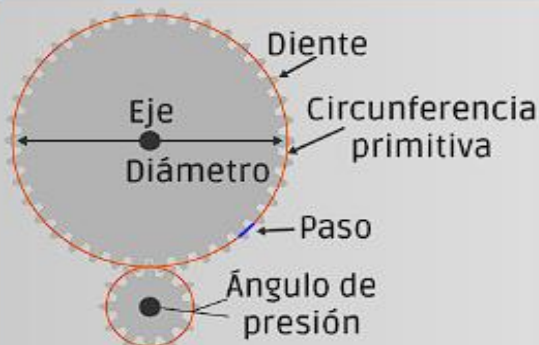 Diente
Eje
Circunferencia
primitiva
Diámetro
Paso
Ángulo de
presión